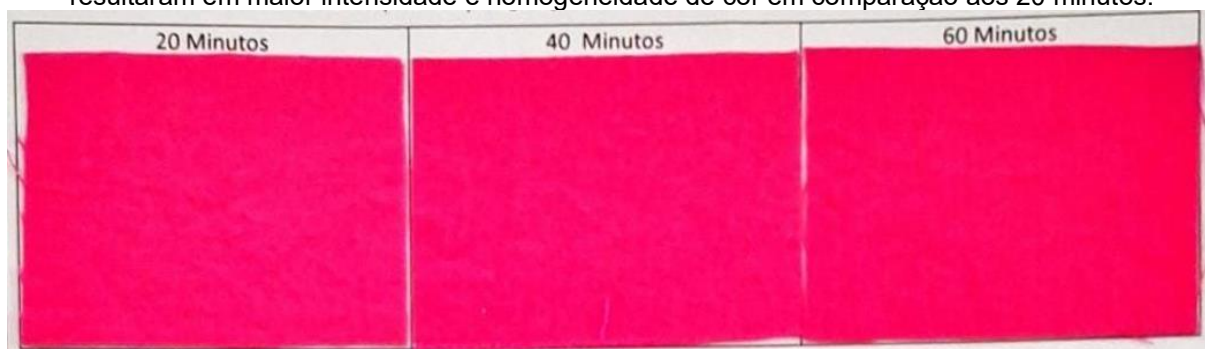 resultaram em maior intensidade e homogeneidade de cor em comparação aos 20 minutos.
20 Minutos 40 Minutos 60 Minutos